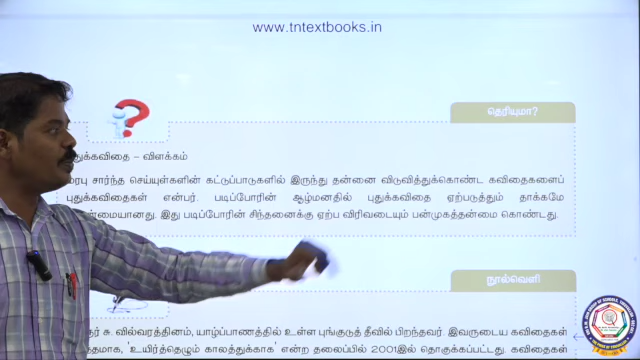 www.tntextbooks.in
தெரியுமா?
புதுக்கவிதை – விளக்கம்
மரபு சார்ந்த செய்யுள்களின் கட்டுப்பாடுகளில் இருந்து தன்னை விடுவித்துக்கொண்ட கவிதைகளைப்
புதுக்கவிதைகள் என்பர். படிப்போரின் ஆழ்மனதில் புதுக்கவிதை ஏற்படுத்தும் தாக்கமே
இது படிப்போரின் சிந்தனைக்கு ஏற்ப விரிவடையும் பன்முகத்தன்மை கொண்டது.
நூல்வெளி
சு. வில்வரத்தினம், யாழ்ப்பாணத்தில் உள்ள புங்குடுத் தீவில் பிறந்தவர். இவருடைய கவிதைகள்
'உயிர்த்தெழும் காலத்துக்காக' என்ற தலைப்பில் 2001இல் தொகுக்கப்பட்டது. கவிதைகள்